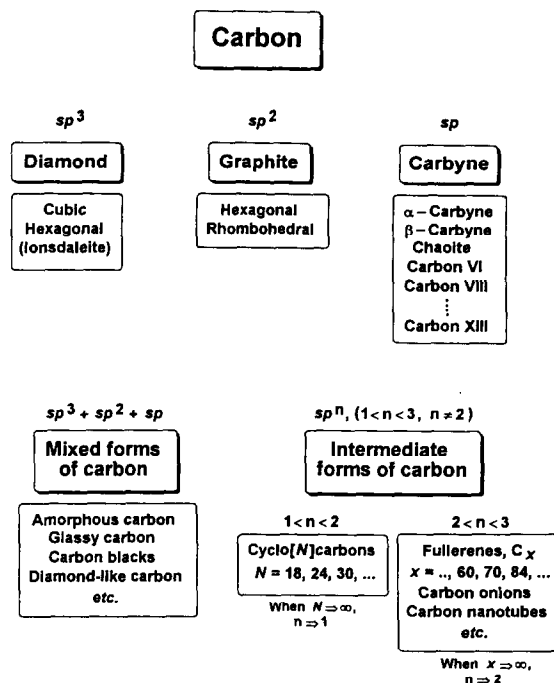 Carbon
sp³
Diamond
Cubic
Hexagonal
(lonsdaleite)
sp²
Graphite
Hexagonal
Rhombohedral
sp
Carbyne
α – Carbyne
β – Carbyne
Chaoite
Carbon VI
Carbon VIII
⋮
Carbon XIII
sp³ + sp² + sp
Mixed forms
of carbon
Amorphous carbon
Glassy carbon
Carbon blacks
Diamond-like carbon
etc.
spⁿ, (1<n<3, n≠2)
Intermediate
forms of carbon
1 < n < 2
Cyclo[N]carbons
N = 18, 24, 30, ...
When N ⇒ ∞,
n ⇒ 1
2 < n < 3
Fullerenes, Cx
x = .., 60, 70, 84, ...
Carbon onions
Carbon nanotubes
etc.
When x ⇒ ∞,
n ⇒ 2